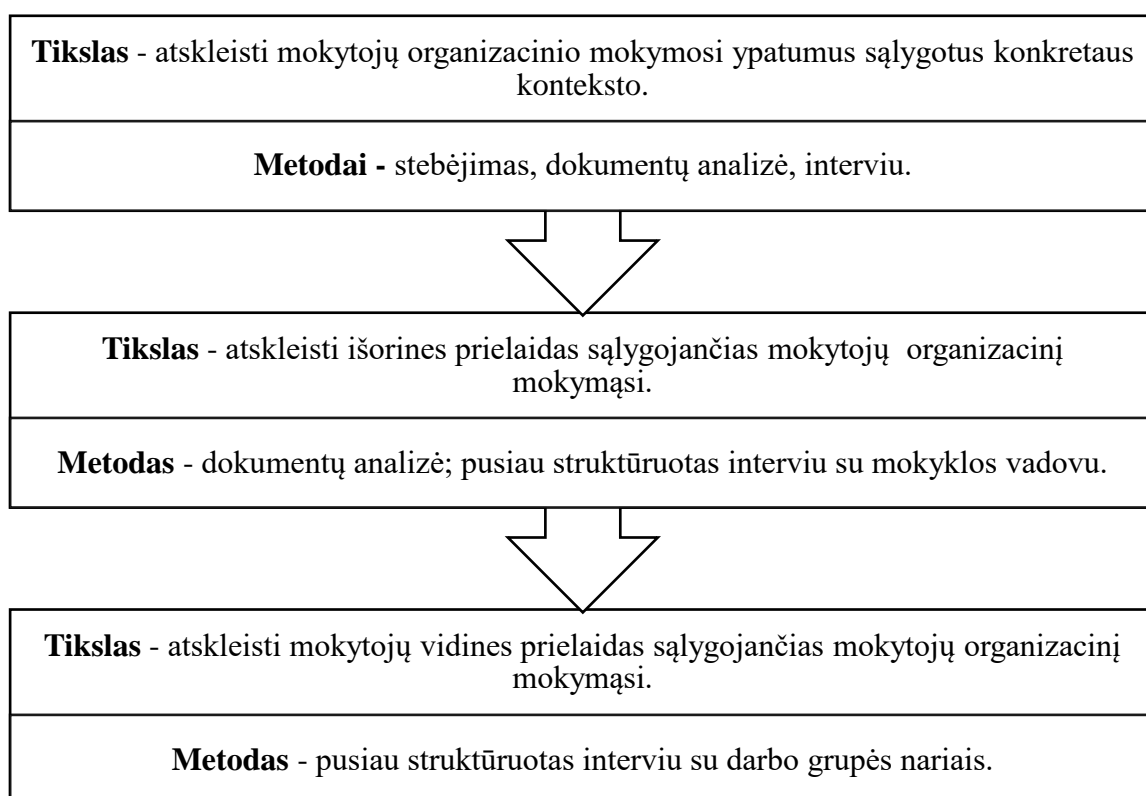 Tikslas - atskleisti mokytojų organizacinio mokymosi ypatumus sąlygotus konkretaus
konteksto.
Metodai - stebėjimas, dokumentų analizė, interviu.
Tikslas - atskleisti išorines prielaidas sąlygojančias mokytojų organizacinį
mokymąsi.
Metodas - dokumentų analizė; pusiau struktūruotas interviu su mokyklos vadovu.
Tikslas - atskleisti mokytojų vidines prielaidas sąlygojančias mokytojų organizacinį
mokymąsi.
Metodas - pusiau struktūruotas interviu su darbo grupės nariais.